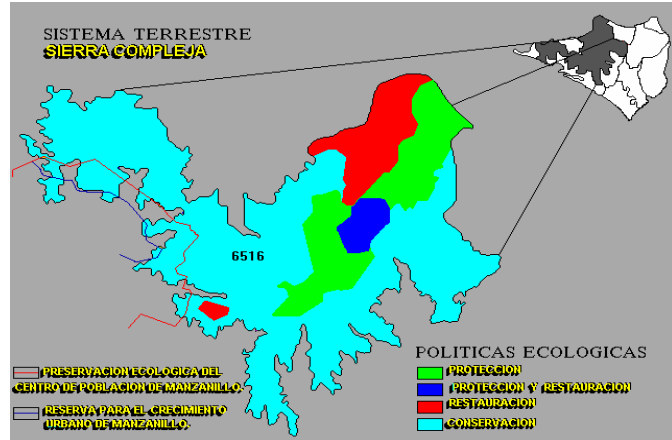 SISTEMA TERRESTRE
SIERRA COMPLEJA
6516
PRESERVACION ECOLOGICA DEL
CENTRO DE POBLACION DE MANZANILLO.
RESERVA PARA EL CRECIMIENTO
URBANO DE MANZANILLO.
POLITICAS ECOLOGICAS
PROTECCION
PROTECCION Y RESTAURACION
RESTAURACION
CONSERVACION